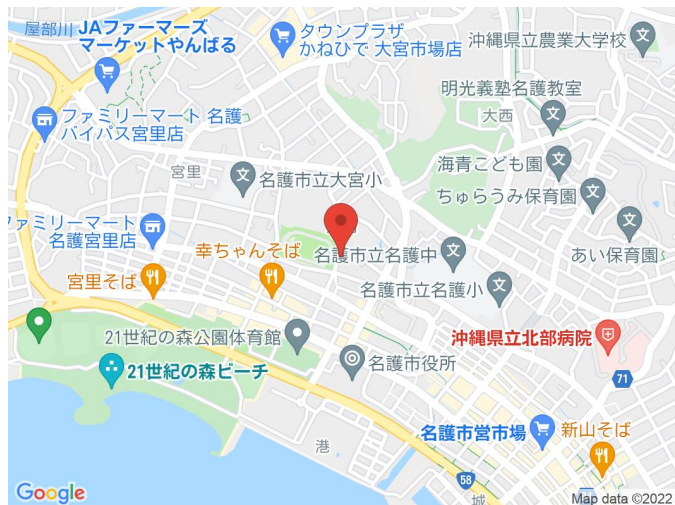 屋部川
JAファーマーズ
マーケットやんばる
タウンプラザ
かねひで 大宮市場店
沖縄県立農業大学校
明光義塾名護教室
大西
ファミリーマート 名護
バイパス宮里店
宮里
名護市立大宮小
海青こども園
ちゅらうみ保育園
ファミリーマート
名護宮里店
幸ちゃんそば
名護市立名護中
あい保育園
宮里そば
名護市立名護小
21世紀の森公園体育館
沖縄県立北部病院
21世紀の森ビーチ
名護市役所
71
名護市営市場
新山そば
港
58
城
Google
Map data ©2022